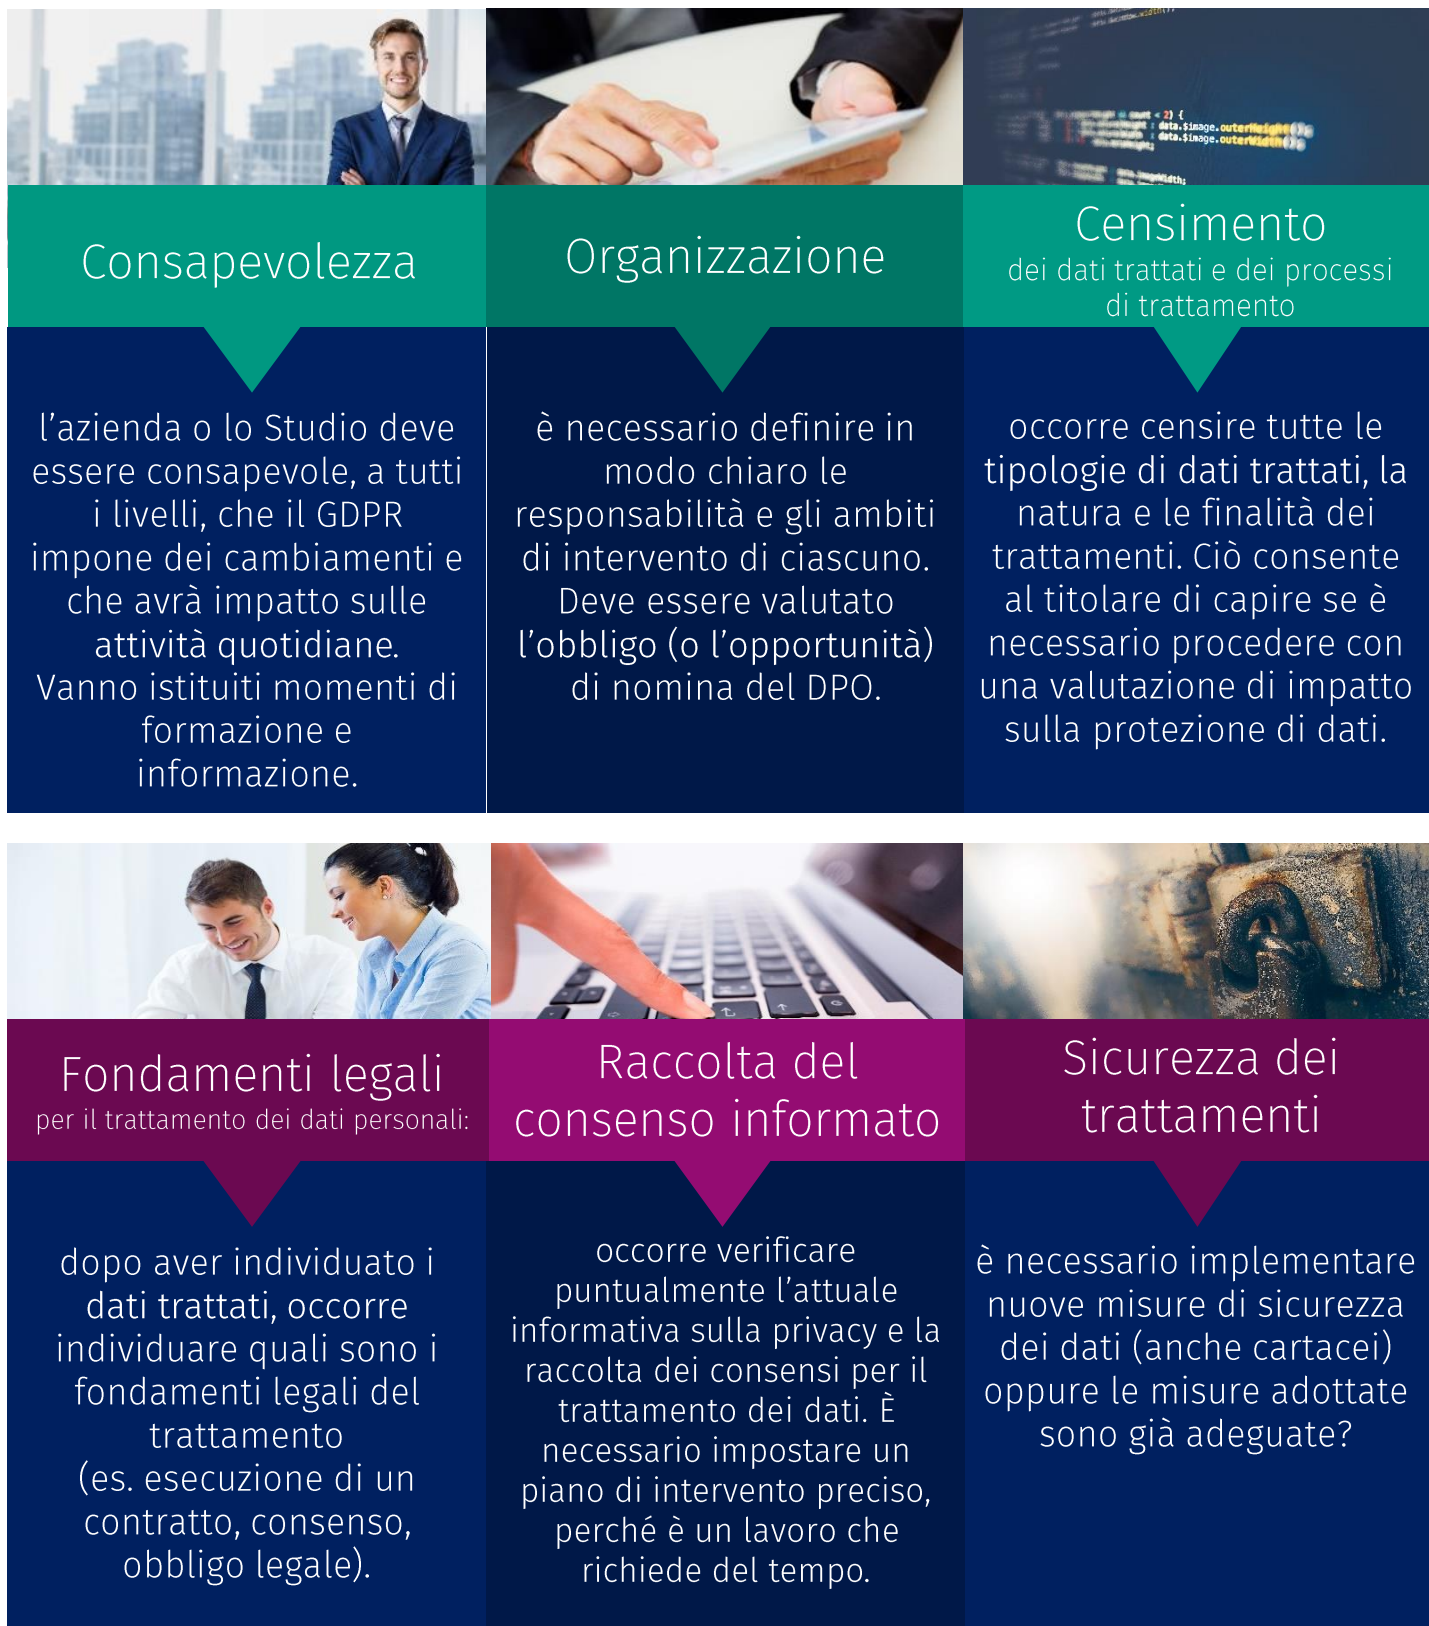 Consapevolezza
l’azienda o lo Studio deve
essere consapevole, a tutti
i livelli, che il GDPR
impone dei cambiamenti e
che avrà impatto sulle
attività quotidiane.
Vanno istituiti momenti di
formazione e
informazione.
Organizzazione
è necessario definire in
modo chiaro le
responsabilità e gli ambiti
di intervento di ciascuno.
Deve essere valutato
l’obbligo (o l’opportunità)
di nomina del DPO.
count < 2) {
data.$image.outerHeight();
data.$image.outerWidth();
Censimento
dei dati trattati e dei processi
di trattamento
occorre censire tutte le
tipologie di dati trattati, la
natura e le finalità dei
trattamenti. Ciò consente
al titolare di capire se è
necessario procedere con
una valutazione di impatto
sulla protezione di dati.
Fondamenti legali
per il trattamento dei dati personali:
dopo aver individuato i
dati trattati, occorre
individuare quali sono i
fondamenti legali del
trattamento
(es. esecuzione di un
contratto, consenso,
obbligo legale).
Raccolta del
consenso informato
occorre verificare
puntualmente l’attuale
informativa sulla privacy e la
raccolta dei consensi per il
trattamento dei dati. È
necessario impostare un
piano di intervento preciso,
perché è un lavoro che
richiede del tempo.
Sicurezza dei
trattamenti
è necessario implementare
nuove misure di sicurezza
dei dati (anche cartacei)
oppure le misure adottate
sono già adeguate?